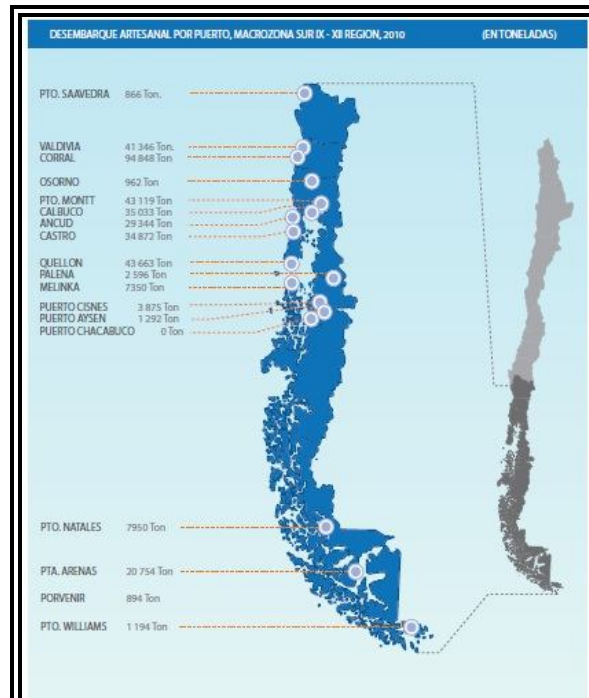 DESEMBARQUE ARTESANAL POR PUERTO, MACROZONA SUR IX - XII REGION, 2010 (EN TONELADAS)
PTO. SAAVEDRA 866 Ton.
VALDIVIA 41 346 Ton.
CORRAL 94 848 Ton
OSORNO 962 Ton
PTO. MONTT 43 119 Ton
CALBUCO 35 033 Ton
ANCUD 29 344 Ton
CASTRO 34 872 Ton
QUELLON 43 663 Ton
PALENA 2 596 Ton
MELINKA 7350 Ton
PUERTO CISNES 3 875 Ton
PUERTO AYSEN 1 292 Ton
PUERTO CHACABUCO 0 Ton
PTO. NATALES 7950 Ton
PTA. ARENAS 20 754 Ton
PORVENIR 894 Ton
PTO. WILLIAMS 1 194 Ton